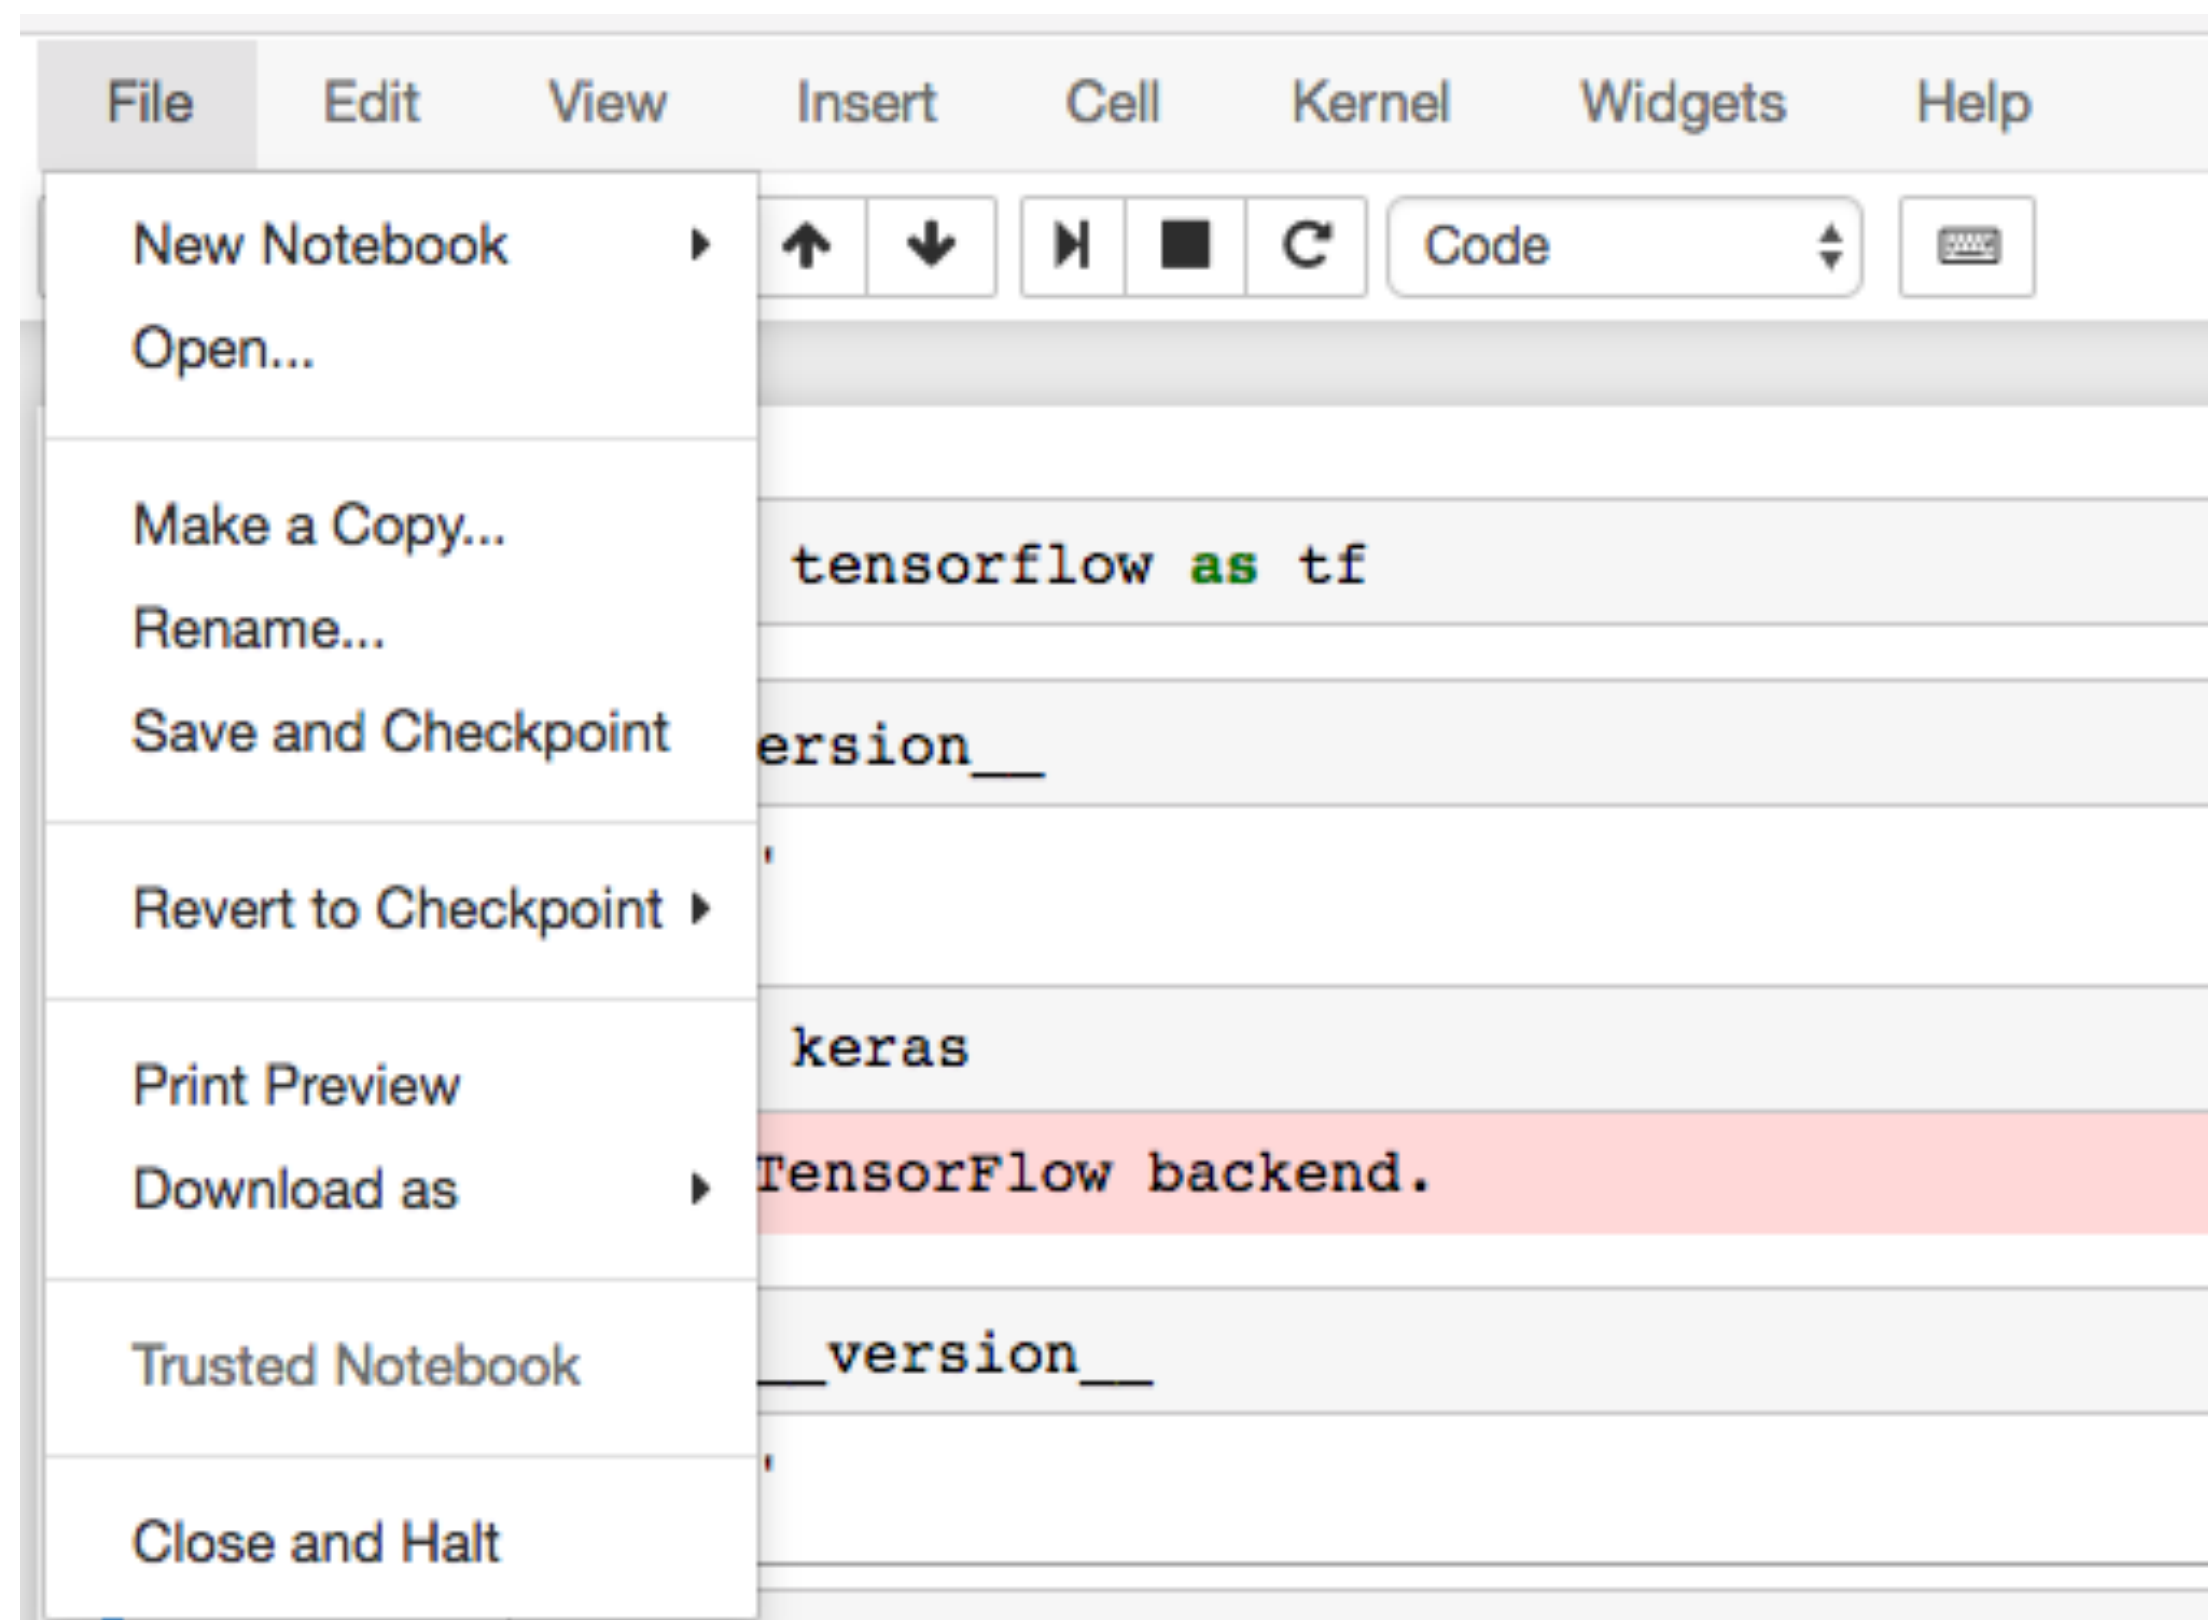 File Edit View Insert Cell Kernel Widgets Help
New Notebook
Code
Open...
Make a Copy...
tensorflow as tf
Rename...
Save and Checkpoint
ersion__
'
Revert to Checkpoint
keras
Print Preview
TensorFlow backend.
Download as
__version__
Trusted Notebook
'
Close and Halt